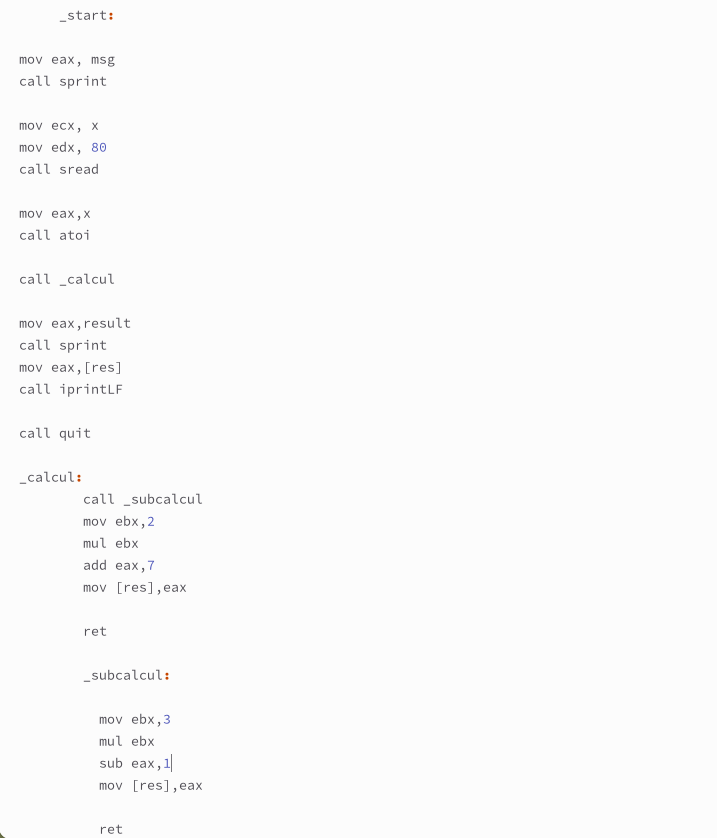 _start:
mov eax, msg
call sprint
mov ecx, x
mov edx, 80
call sread
mov eax,x
call atoi
call _calcul
mov eax,result
call sprint
mov eax,[res]
call iprintLF
call quit
_calcul:
call _subcalcul
mov ebx,2
mul ebx
add eax,7
mov [res],eax
ret
_subcalcul:
mov ebx,3
mul ebx
sub eax,1
mov [res],eax
ret